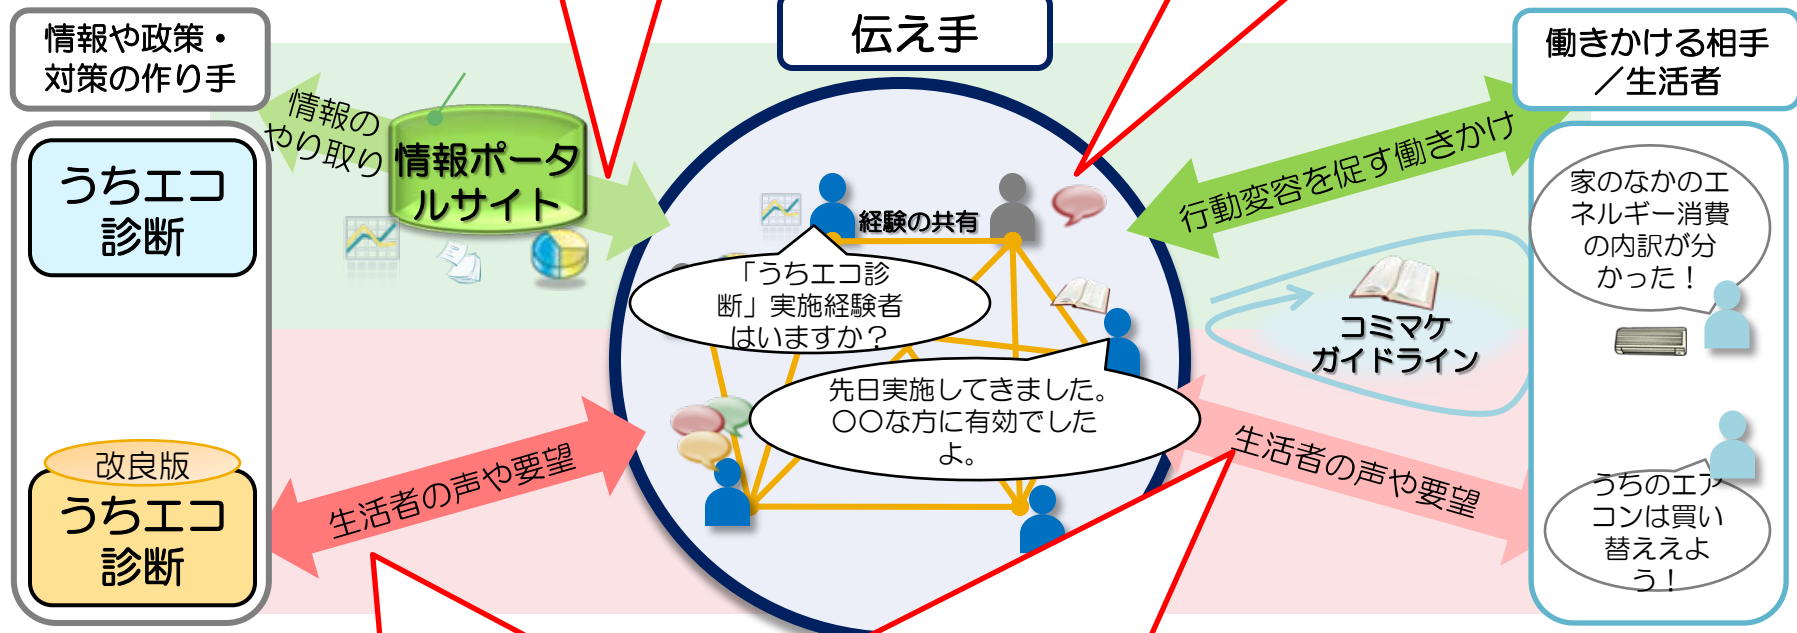 情報や政策・
対策の作り手
伝え手
働きかける相手
／生活者
情報の
やり取り
情報ポータ
ルサイト
うちエコ
診断
経験の共有
「うちエコ診
断」実施経験者
はいますか？
先日実施してきました。
〇〇な方に有効でした
よ。
行動変容を促す働きかけ
コミマケ
ガイドライン
家のなかのエ
ネルギー消費
の内訳が分
かった！
改良版
うちエコ
診断
生活者の声や要望
生活者の声や要望
うちのエア
コンは買い
替ええよ
う！